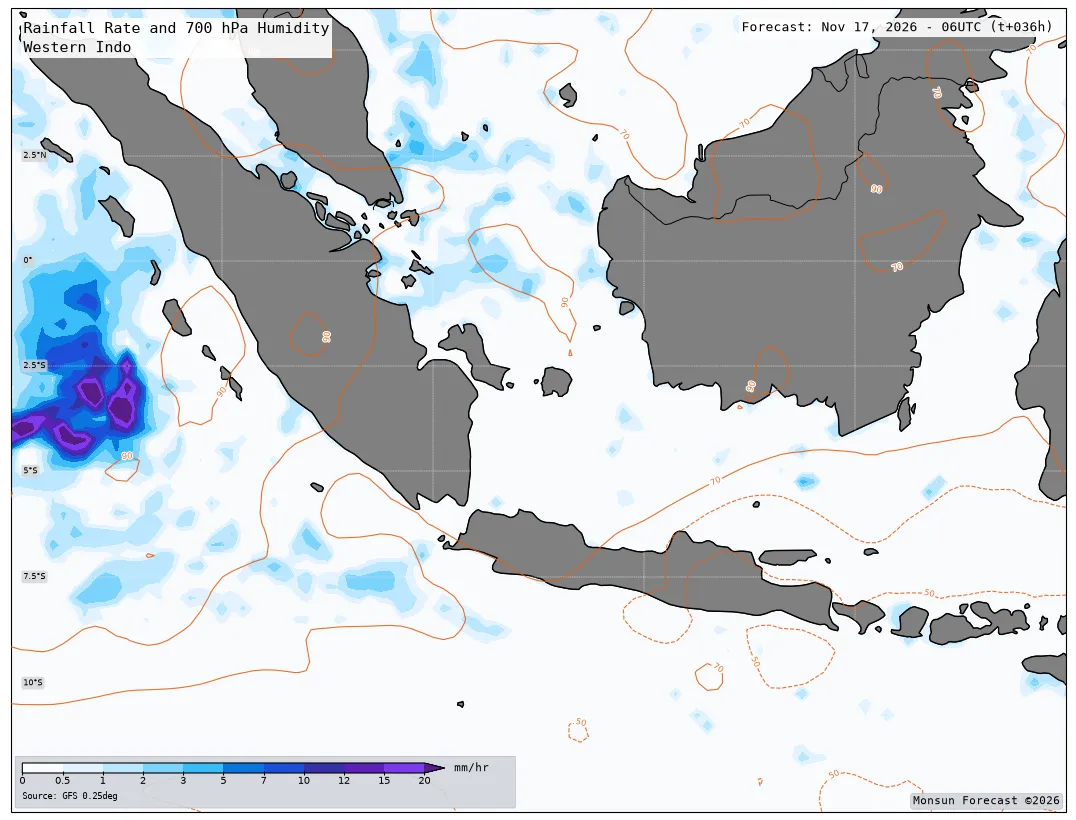 Rainfall Rate and 700 hPa Humidity
Western Indo
Forecast: Nov 17, 2026 - 06UTC (t+036h)
70
70
70
70
2.5°N
90
0°
70
90
90
2.5°S
90
90
90
5°S
70
7.5°S
50
50
70
10°S
50
50
mm/hr
0 0.5 1 2 3 5 7 10 12 15 20
Source: GFS 0.25deg
Monsun Forecast ©2026